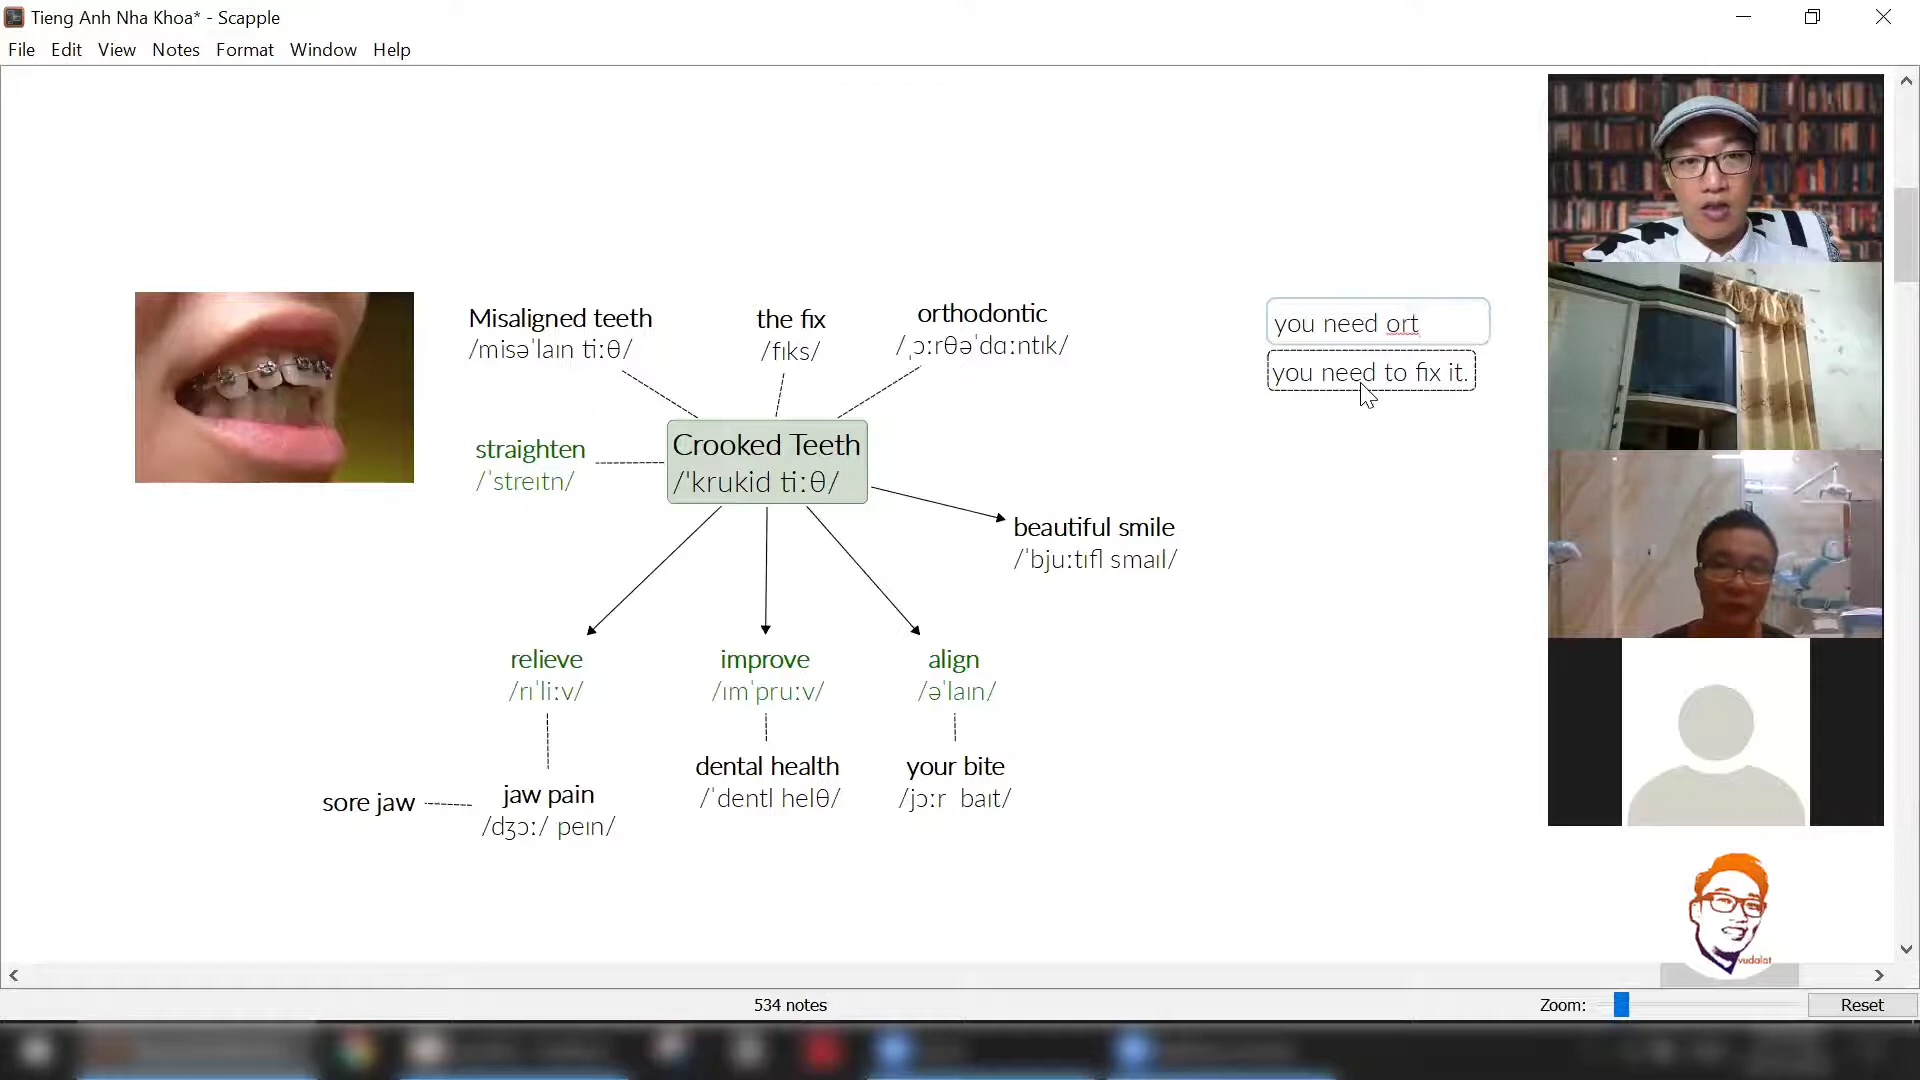 Tieng Anh Nha Khoa* - Scapple
File Edit View Notes Format Window Help
Misaligned teeth
/misəˈlaɪn tiːθ/
the fix
/fɪks/
orthodontic
/ˌɔːrθəˈdɑːntɪk/
you need ort
you need to fix it.
straighten
/ˈstreɪtn/
Crooked Teeth
/ˈkrukid tiːθ/
beautiful smile
/ˈbjuːtɪfl smaɪl/
relieve
/rɪˈliːv/
improve
/ɪmˈpruːv/
align
/əˈlaɪn/
sore jaw
jaw pain
/dʒɔː/ peɪn/
dental health
/ˈdentl helθ/
your bite
/jɔːr baɪt/
vudalat
534 notes
Zoom:
Reset